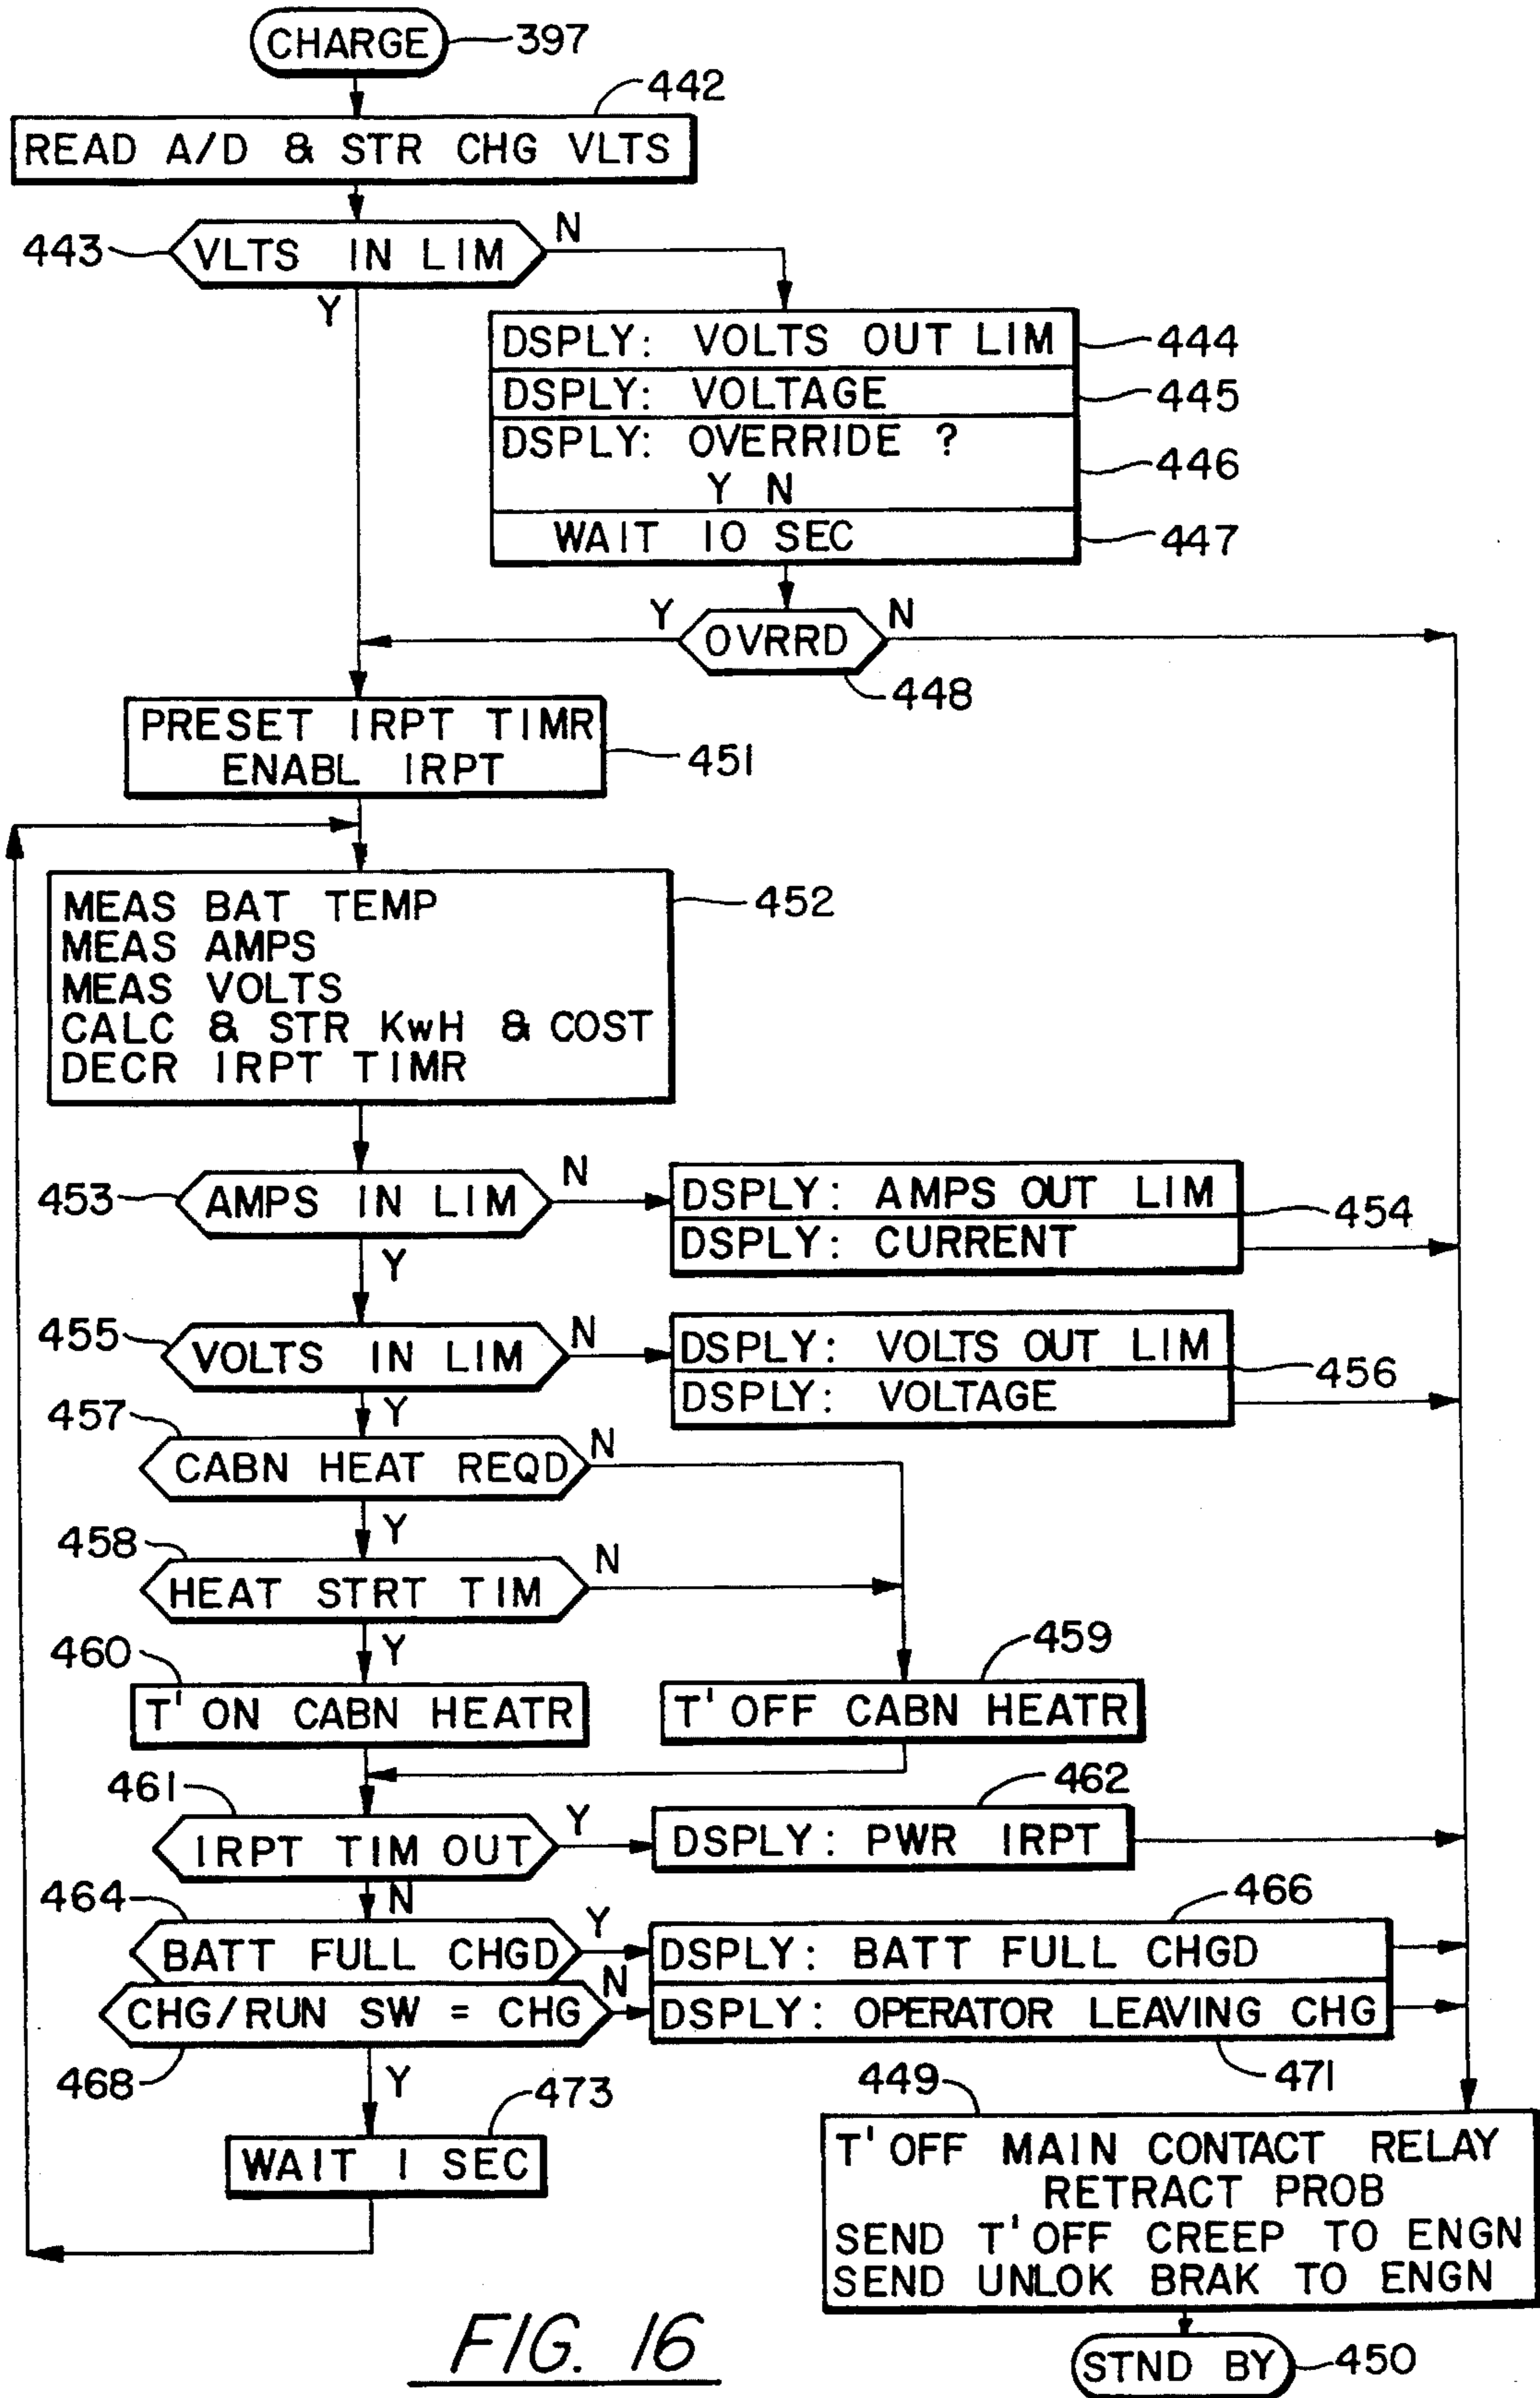 CHARGE
397
442
READ A/D & STR CHG VLTS
443
VLTS IN LIM
N
Y
DSPLY: VOLTS OUT LIM
444
DSPLY: VOLTAGE
445
DSPLY: OVERRIDE ?
Y N
446
WAIT 10 SEC
447
Y
OVRRD
N
448
PRESET IRPT TIMR
ENABL IRPT
451
MEAS BAT TEMP
MEAS AMPS
MEAS VOLTS
CALC & STR KwH & COST
DECR IRPT TIMR
452
453
AMPS IN LIM
N
Y
DSPLY: AMPS OUT LIM
DSPLY: CURRENT
454
455
VOLTS IN LIM
N
Y
DSPLY: VOLTS OUT LIM
DSPLY: VOLTAGE
456
457
CABN HEAT REQD
N
Y
458
HEAT STRT TIM
N
Y
460
T'ON CABN HEATR
459
T'OFF CABN HEATR
461
IRPT TIM OUT
Y
N
462
DSPLY: PWR IRPT
464
BATT FULL CHGD
Y
466
DSPLY: BATT FULL CHGD
CHG/RUN SW = CHG
N
DSPLY: OPERATOR LEAVING CHG
468
Y
471
473
WAIT 1 SEC
449
T'OFF MAIN CONTACT RELAY
RETRACT PROB
SEND T'OFF CREEP TO ENGN
SEND UNLOK BRAK TO ENGN
STND BY
450
FIG. 16